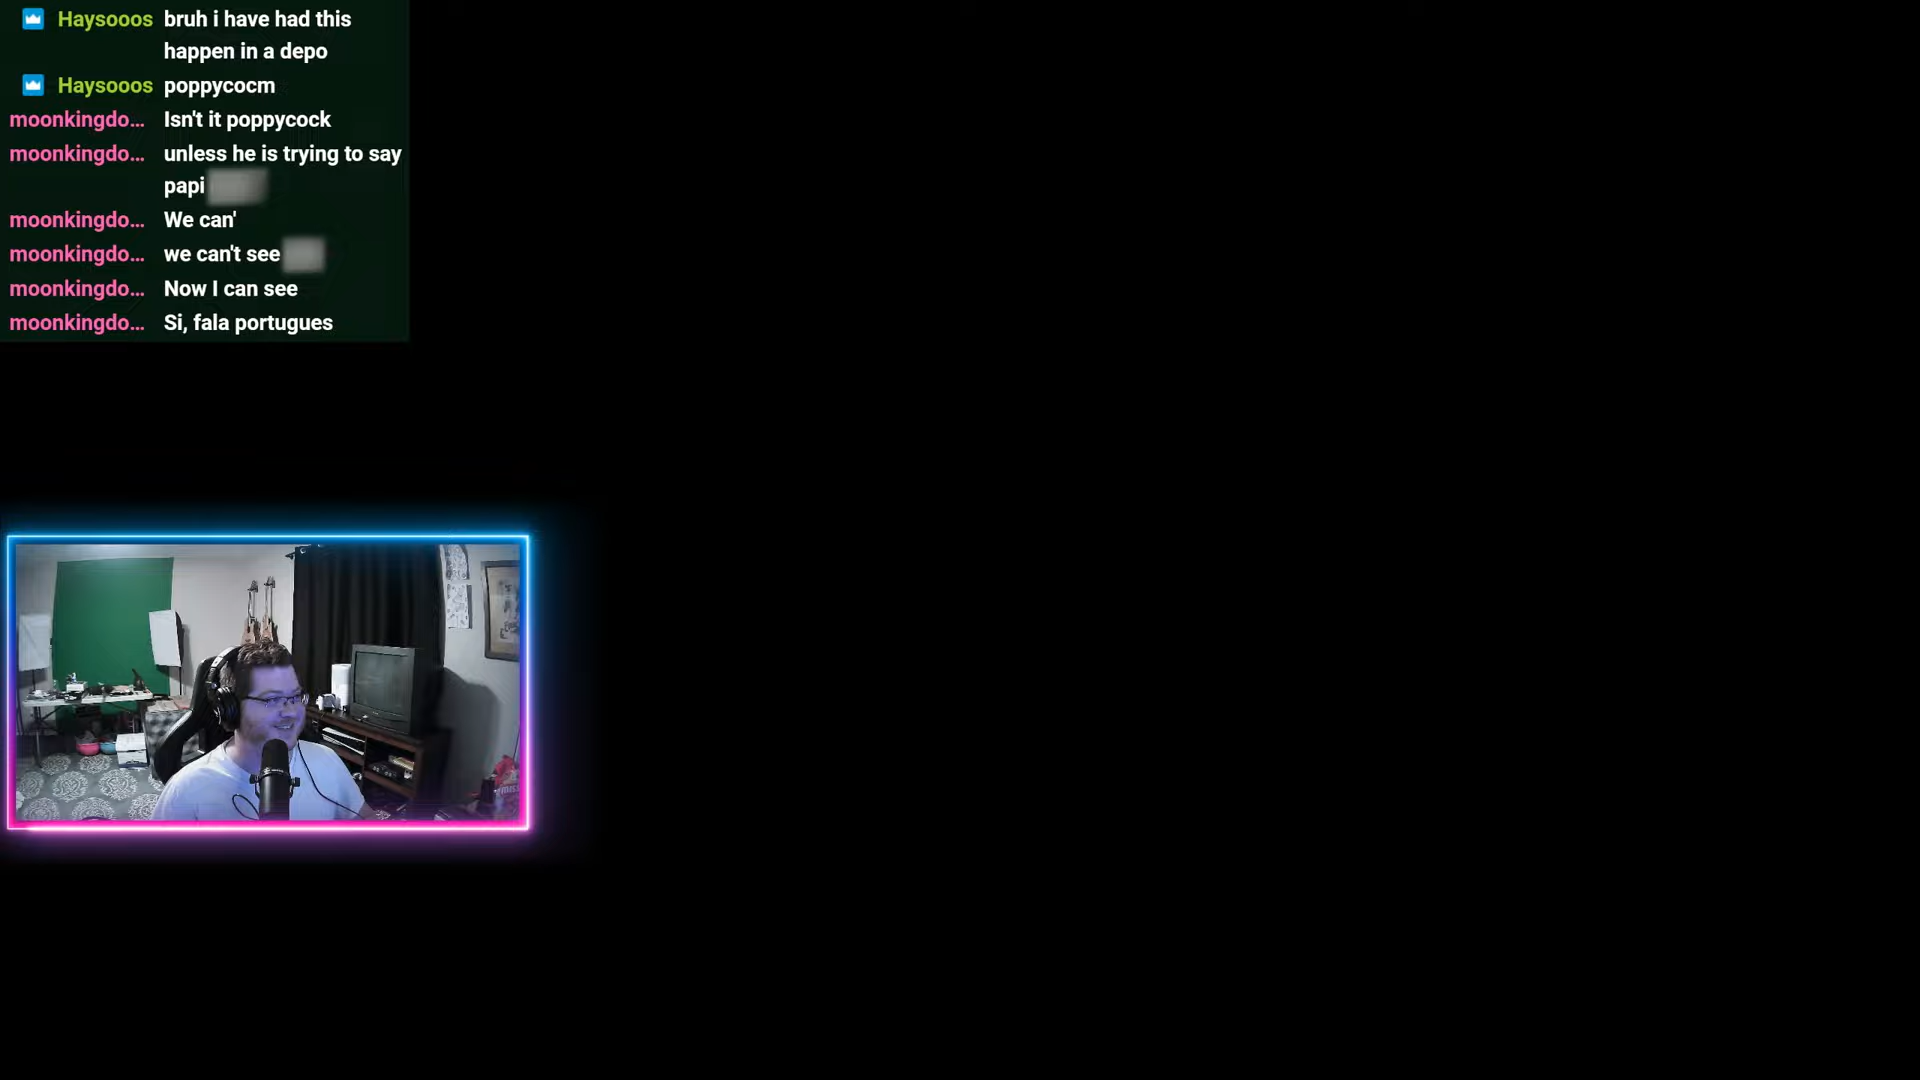 Haysooos bruh i have had this
happen in a depo
Haysooos poppycocm
moonkingdo... Isn't it poppycock
moonkingdo... unless he is trying to say
papi
moonkingdo... We can'
moonkingdo... we can't see
moonkingdo... Now I can see
moonkingdo... Si, fala portugues